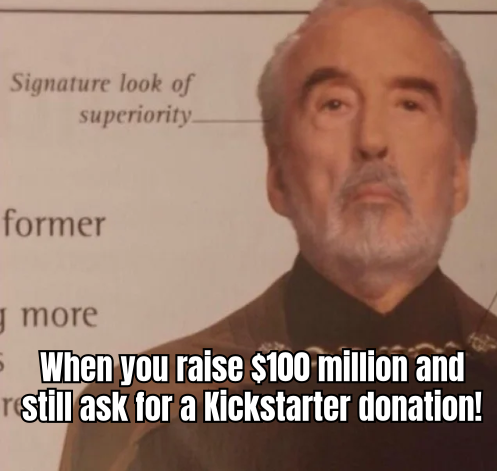 Signature look of
superiority
former
more
When you raise $100 million and
still ask for a Kickstarter donation!